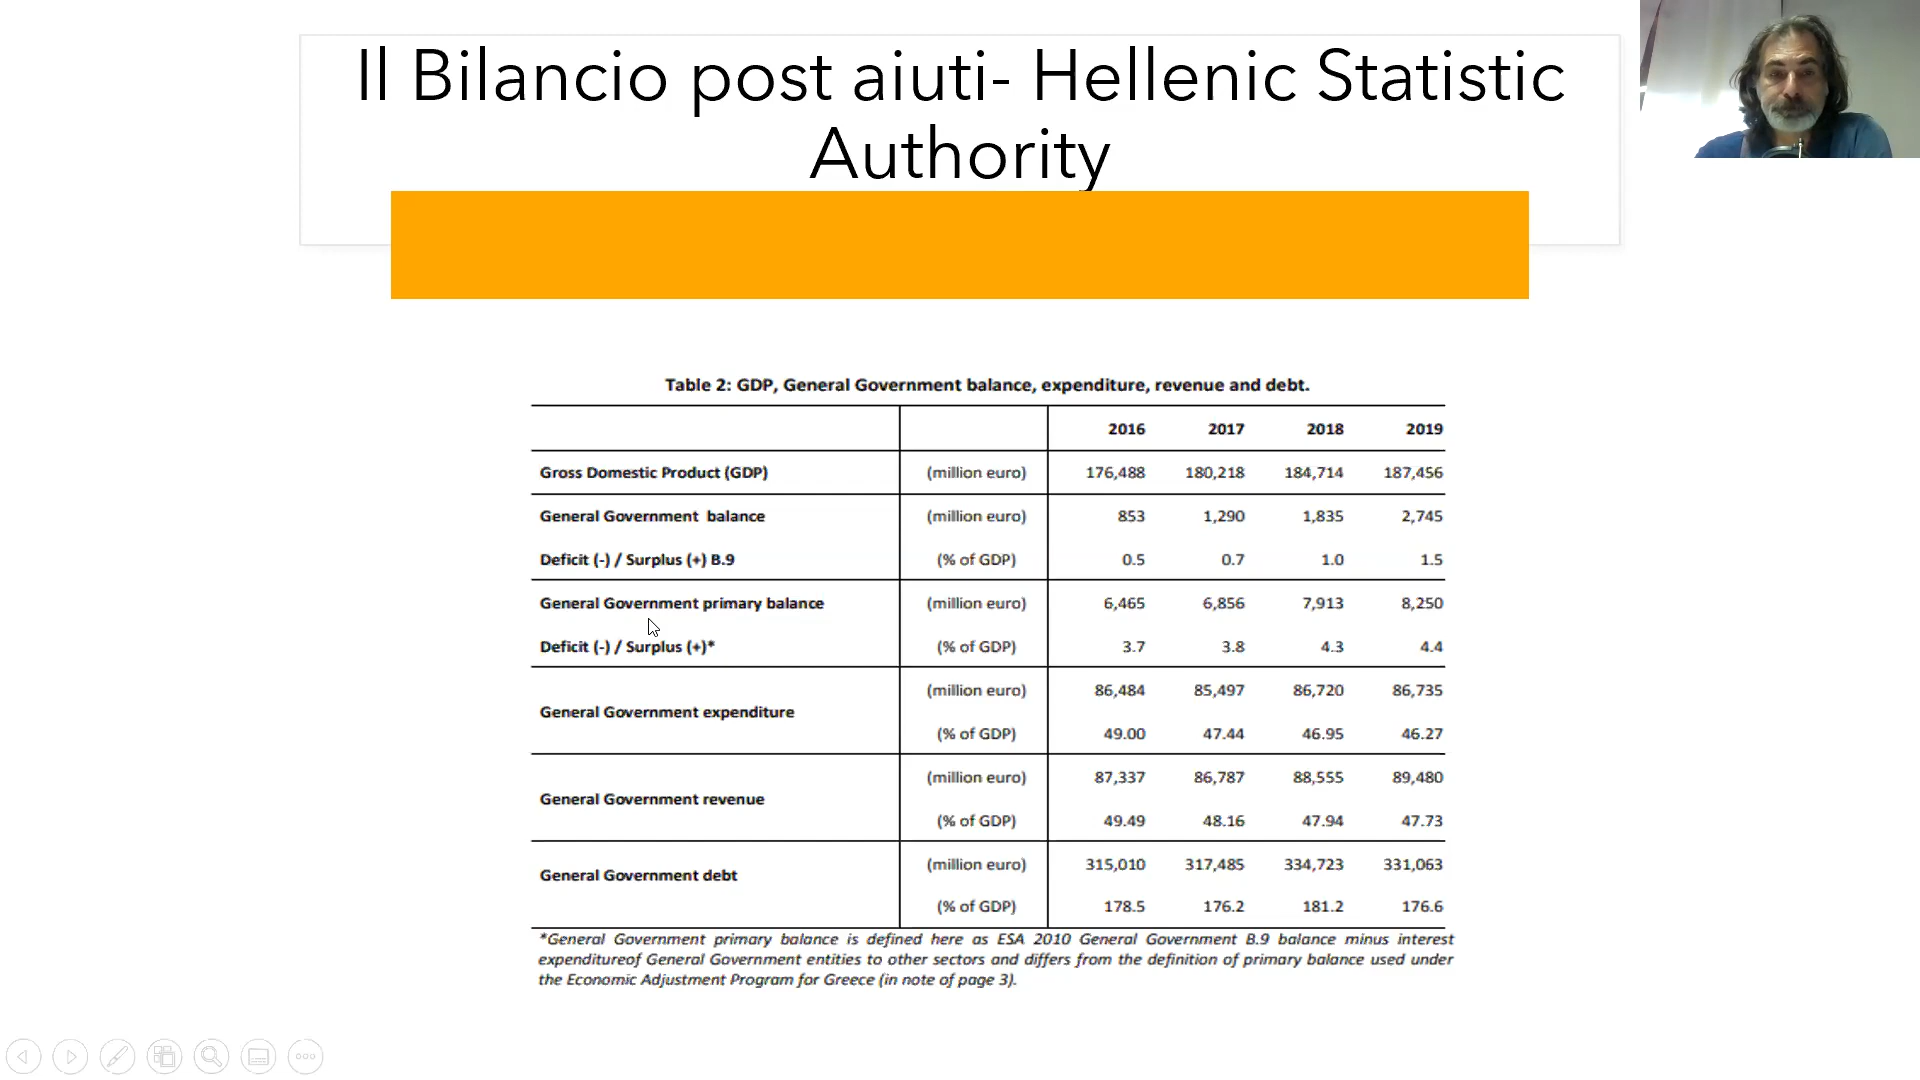 Il Bilancio post aiuti- Hellenic Statistic
Authority
Table 2: GDP, General Government balance, expenditure, revenue and debt.
2016 2017 2018 2019
Gross Domestic Product (GDP) (million euro) 176,488 180,218 184,714 187,456
General Government balance (million euro) 853 1,290 1,835 2,745
Deficit (-) / Surplus (+) B.9 (% of GDP) 0.5 0.7 1.0 1.5
General Government primary balance (million euro) 6,465 6,856 7,913 8,250
Deficit (-) / Surplus (+)* (% of GDP) 3.7 3.8 4.3 4.4
General Government expenditure
(million euro) 86,484 85,497 86,720 86,735
(% of GDP) 49.00 47.44 46.95 46.27
General Government revenue
(million euro) 87,337 86,787 88,555 89,480
(% of GDP) 49.49 48.16 47.94 47.73
General Government debt
(million euro) 315,010 317,485 334,723 331,063
(% of GDP) 178.5 176.2 181.2 176.6
*General Government primary balance is defined here as ESA 2010 General Government B.9 balance minus interest
expenditureof General Government entities to other sectors and differs from the definition of primary balance used under
the Economic Adjustment Program for Greece (in note of page 3).